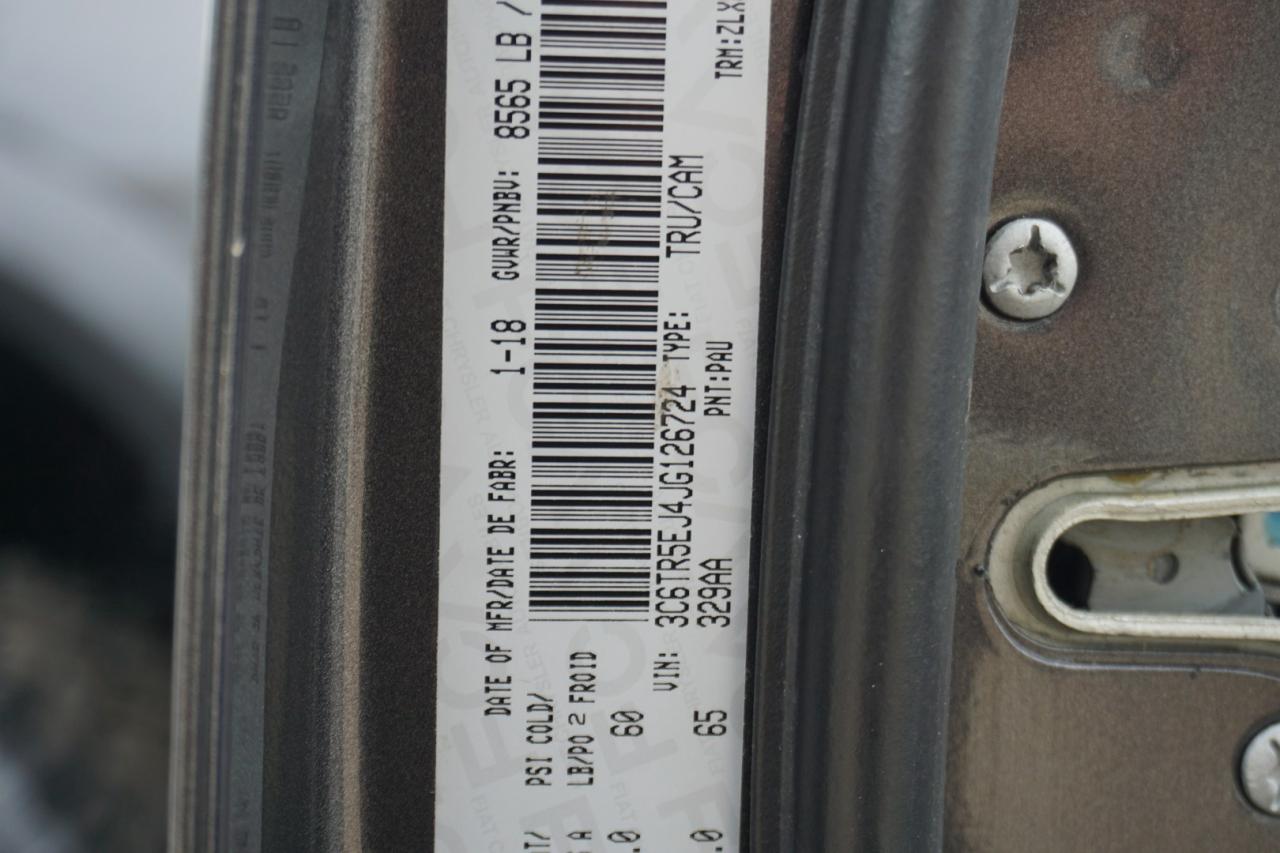 DATE OF MFR/DATE DE FABR: 1-18 GVWR/PNBV: 8565 LB /
PSI COLD/
LB/PO 2 FROID
60
VIN: 3C6TR5EJ4JG126724 TYPE: TRU/CAM
65 329AA PNT:PAU TRM:ZLX